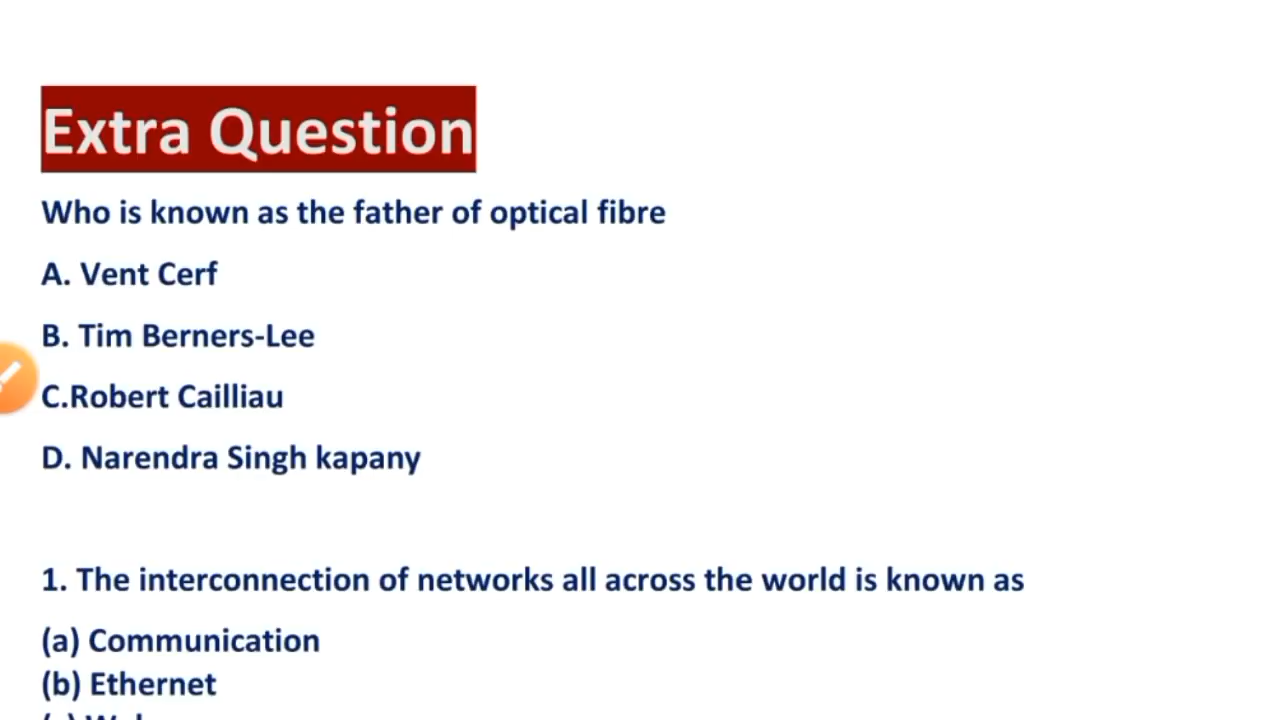 Extra Question
Who is known as the father of optical fibre
A. Vent Cerf
B. Tim Berners-Lee
C.Robert Cailliau
D. Narendra Singh kapany
1. The interconnection of networks all across the world is known as
(a) Communication
(b) Ethernet